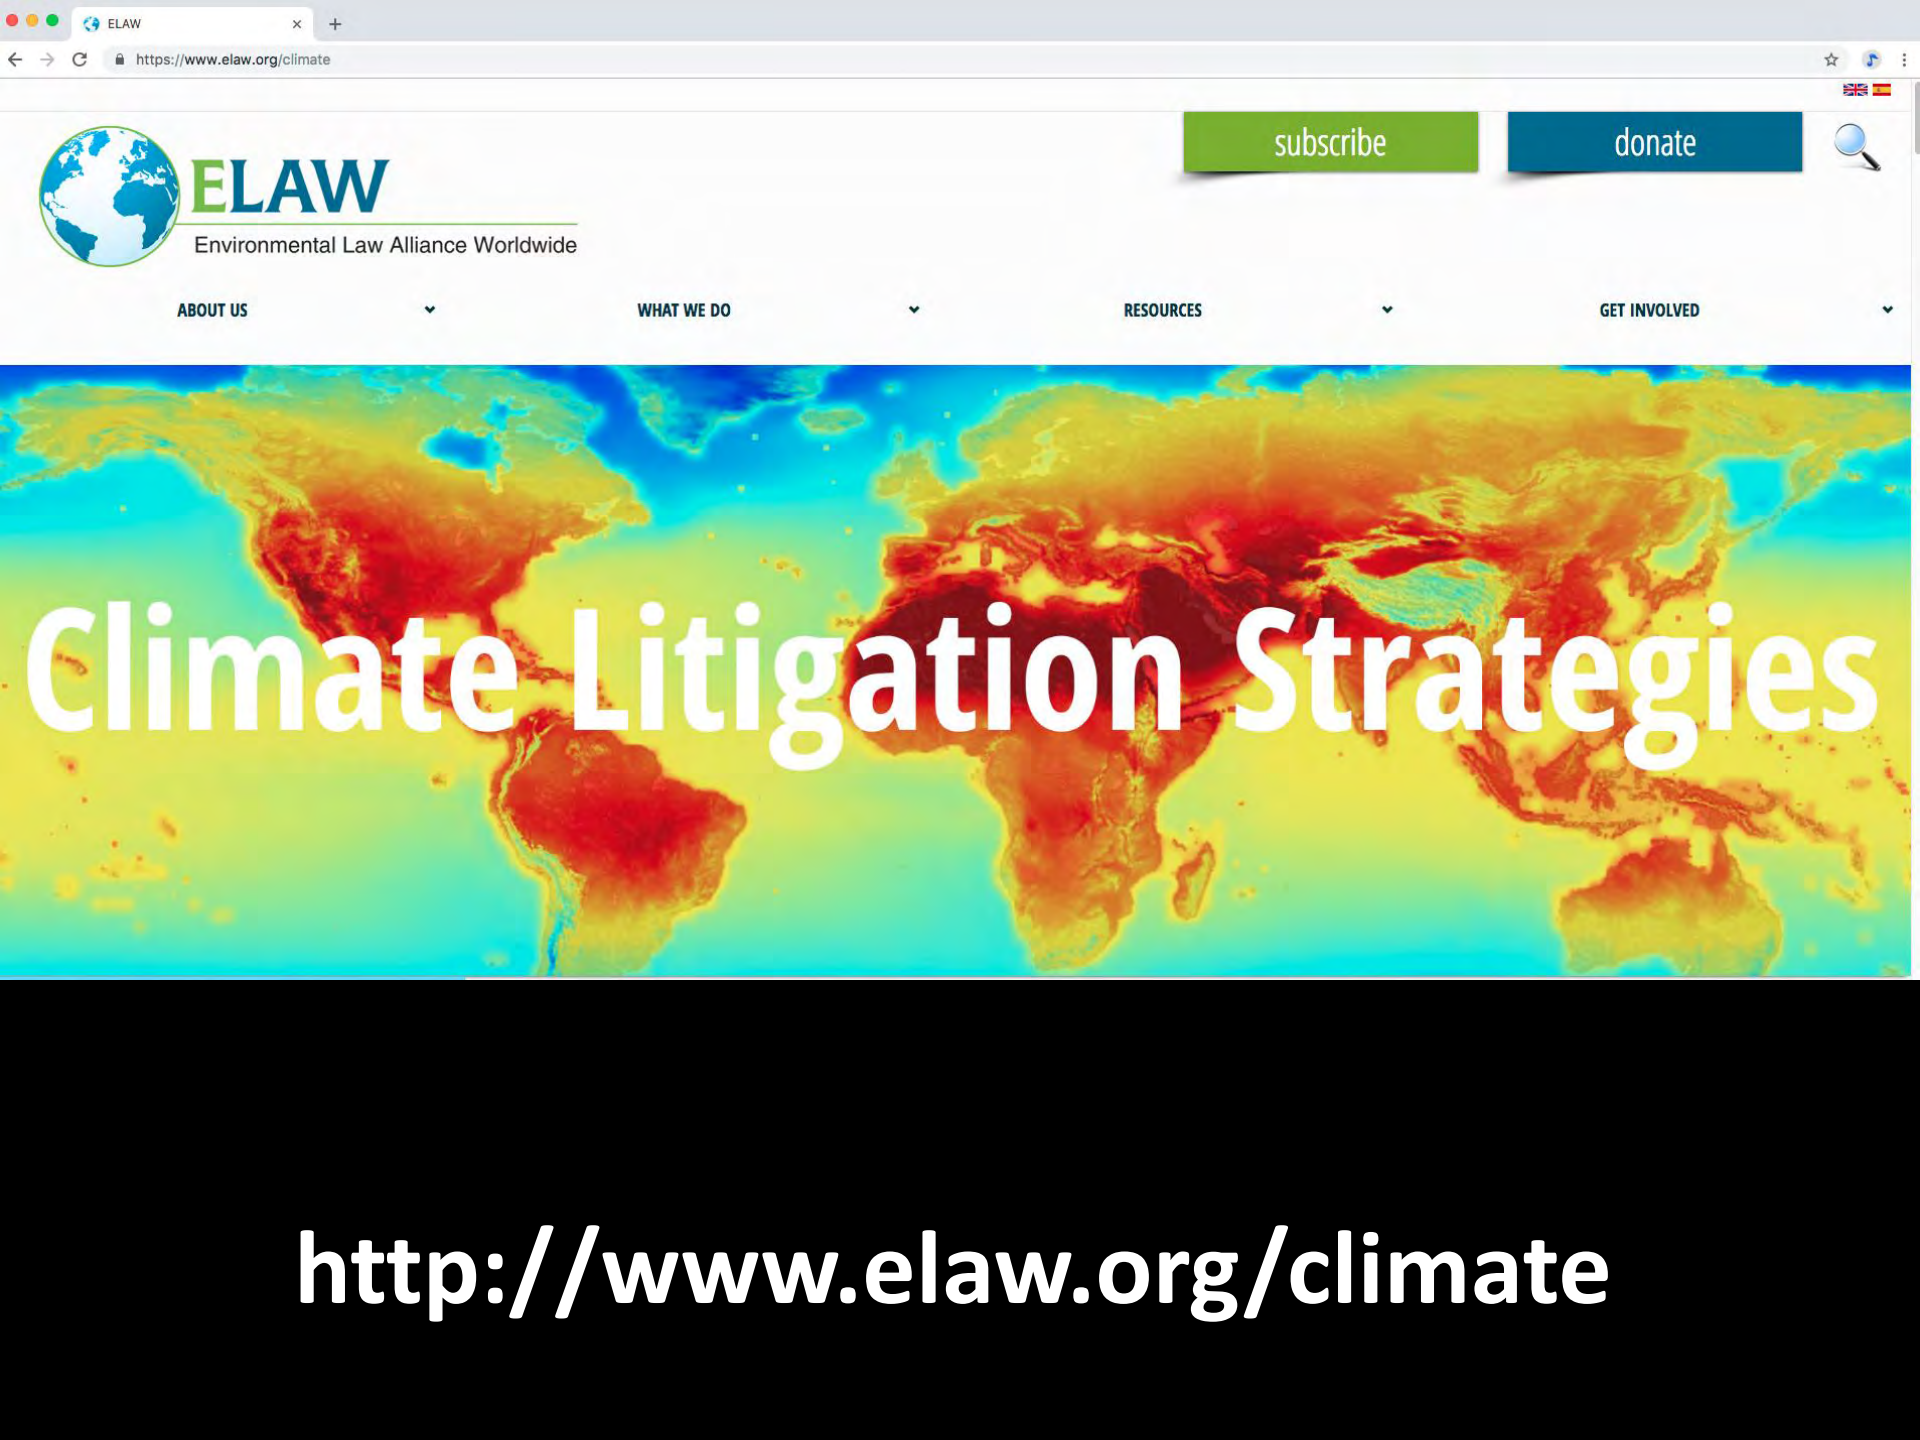 ELAW
https://www.elaw.org/climate
subscribe
donate
ELAW
Environmental Law Alliance Worldwide
ABOUT US
WHAT WE DO
RESOURCES
GET INVOLVED
Climate Litigation Strategies
http://www.elaw.org/climate